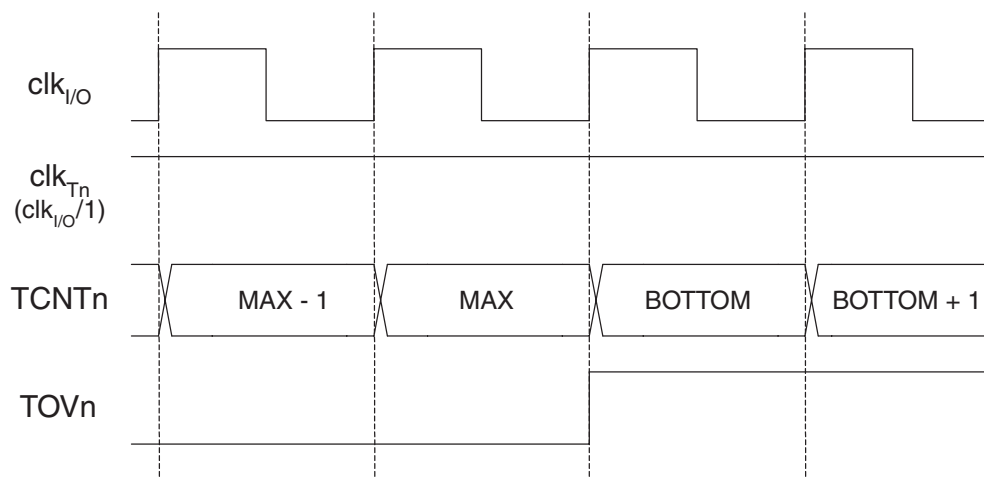 clkI/O
clkTn
(clkI/O/1)
TCNTn
MAX - 1
MAX
BOTTOM
BOTTOM + 1
TOVn